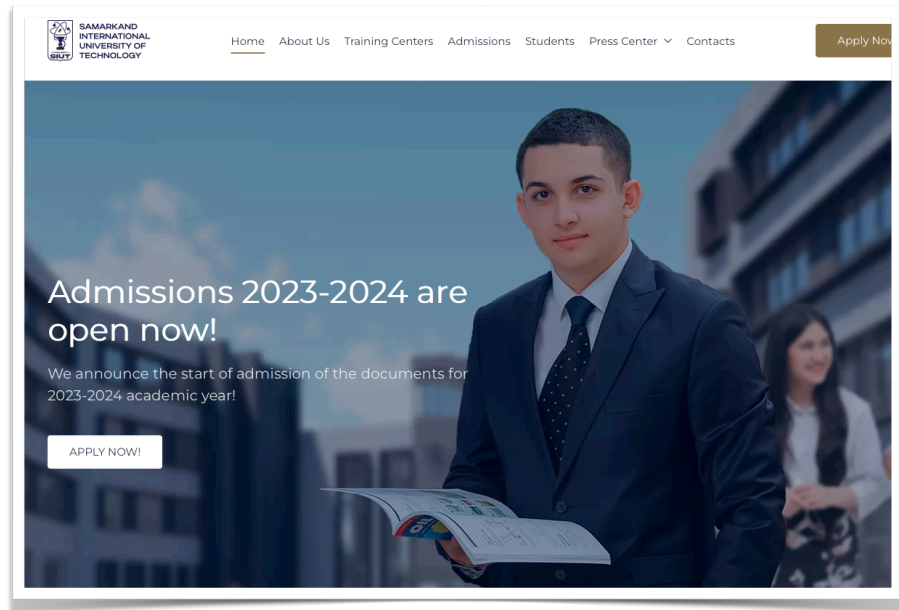 SAMARKAND
INTERNATIONAL
UNIVERSITY OF
TECHNOLOGY
SIUT
Home About Us Training Centers Admissions Students Press Center Contacts
Apply Now
Admissions 2023-2024 are
open now!
We announce the start of admission of the documents for
2023-2024 academic year!
APPLY NOW!